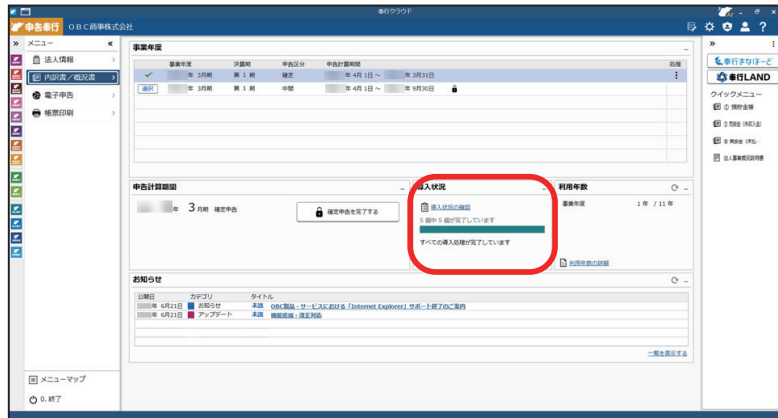 奉行クラウド
申告奉行 OBC商事株式会社
メニュー
法人情報
内訳書/概況書
電子申告
帳票印刷
メニューマップ
0. 終了
事業年度
事業年度 決算期 申告区分 申告計算期間 処理
年 3月期 第 1 期 確定 年 4月 1日 ～ 年 3月31日
選択 年 3月期 第 1 期 中間 年 4月 1日 ～ 年 9月30日
申告計算期間
年 3月期 確定申告
確定申告を完了する
導入状況
導入状況の確認
5 個中 5 個が完了しています
すべての導入処理が完了しています
利用年数
事業年度 1年 / 11年
利用年数の詳細
お知らせ
公開日 カテゴリ タイトル
年 6月21日 お知らせ 未読 OBC製品・サービスにおける「Internet Explorer」サポート終了のご案内
年 6月21日 アップデート 未読 機能追加・改正対応
一覧を表示する
奉行まなぼーど
奉行LAND
クイックメニュー
① 預貯金等
③ 売掛金（未収入金）
法人事業概況説明書